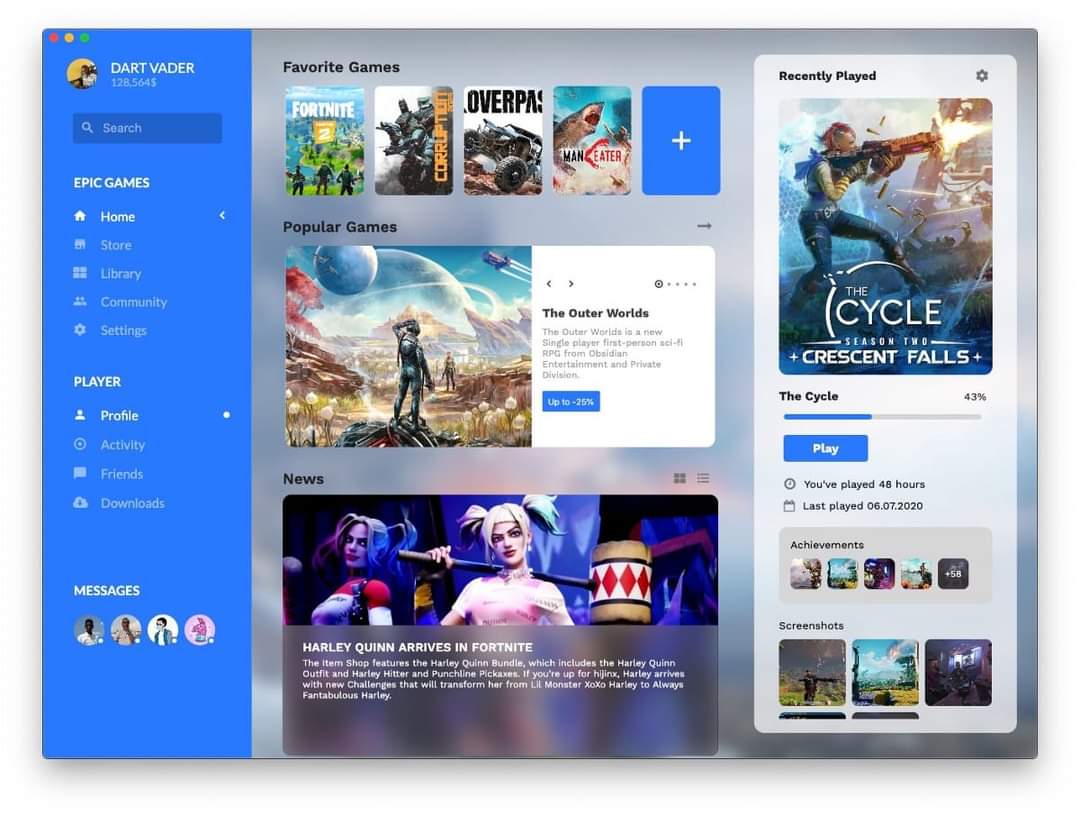 DART VADER
128,564$
Search
EPIC GAMES
Home
Store
Library
Community
Settings
PLAYER
Profile
Activity
Friends
Downloads
MESSAGES
Favorite Games
FORTNITE
2
CORRUPTION
OVERPAS
MANEATER
+
Popular Games
The Outer Worlds
The Outer Worlds is a new
Single player first-person sci-fi
RPG from Obsidian
Entertainment and Private
Division.
Up to -25%
News
HARLEY QUINN ARRIVES IN FORTNITE
The Item Shop features the Harley Quinn Bundle, which includes the Harley Quinn
Outfit and Harley Hitter and Punchline Pickaxes. If you're up for hijinx, Harley arrives
with new Challenges that will transform her from Lil Monster XoXo Harley to Always
Fantabulous Harley.
Recently Played
THE
CYCLE
SEASON TWO
CRESCENT FALLS
The Cycle
43%
Play
You've played 48 hours
Last played 06.07.2020
Achievements
+58
Screenshots